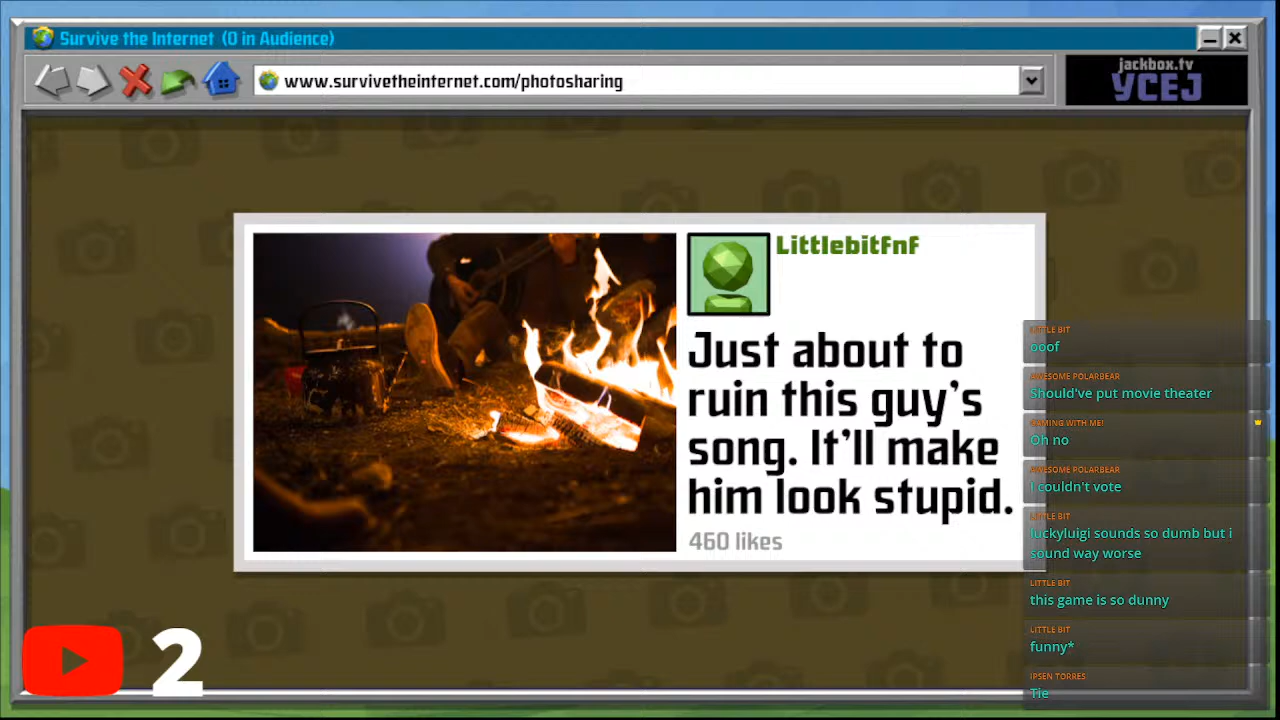 Survive the Internet (0 in Audience)
www.survivetheinternet.com/photosharing
jackbox.tv
YCEJ
Littlebitfnf
Just about to
ruin this guy's
song. It'll make
him look stupid.
460 likes
LITTLE BIT
ooof
AWESOME POLARBEAR
Should've put movie theater
GAMING WITH ME!
Oh no
AWESOME POLARBEAR
I couldn't vote
LITTLE BIT
luckyluigi sounds so dumb but i
sound way worse
LITTLE BIT
this game is so dunny
LITTLE BIT
funny*
IPSEN TORRES
Tie
2